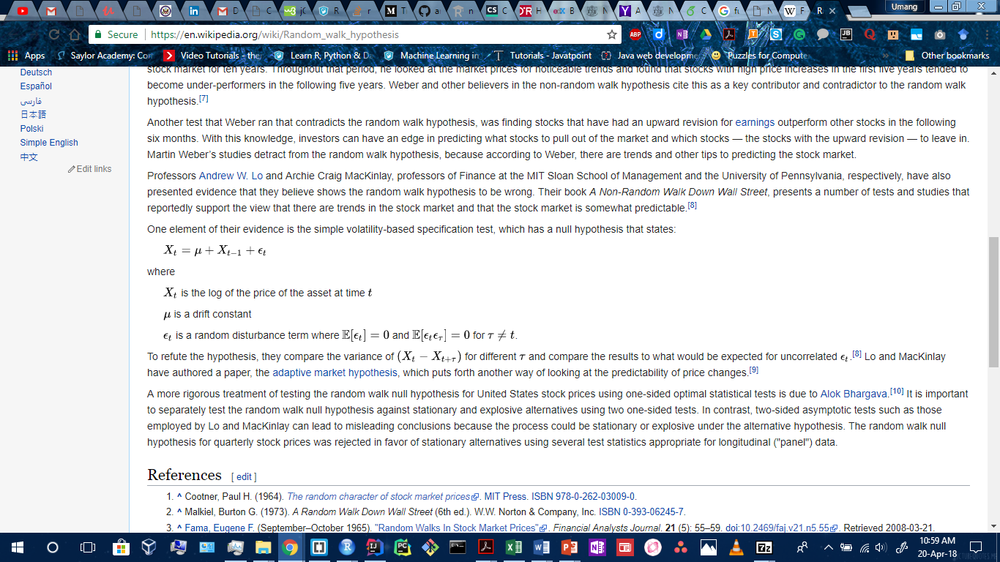 Umang
Secure https://en.wikipedia.org/wiki/Random_walk_hypothesis
Apps Saylor Academy: Cor Video Tutorials - the Learn R, Python & Da Machine Learning in Tutorials - Javatpoint Java web developme Puzzles for Compute » Other bookmarks
Deutsch
Español
فارسی
日本語
Polski
Simple English
中文
Edit links
stock market for ten years. Throughout that period, he looked at the market prices for noticeable trends and found that stocks with high price increases in the first five years tended to
become under-performers in the following five years. Weber and other believers in the non-random walk hypothesis cite this as a key contributor and contradictor to the random walk
hypothesis.[7]
Another test that Weber ran that contradicts the random walk hypothesis, was finding stocks that have had an upward revision for earnings outperform other stocks in the following
six months. With this knowledge, investors can have an edge in predicting what stocks to pull out of the market and which stocks — the stocks with the upward revision — to leave in.
Martin Weber's studies detract from the random walk hypothesis, because according to Weber, there are trends and other tips to predicting the stock market.
Professors Andrew W. Lo and Archie Craig MacKinlay, professors of Finance at the MIT Sloan School of Management and the University of Pennsylvania, respectively, have also
presented evidence that they believe shows the random walk hypothesis to be wrong. Their book A Non-Random Walk Down Wall Street, presents a number of tests and studies that
reportedly support the view that there are trends in the stock market and that the stock market is somewhat predictable.[8]
One element of their evidence is the simple volatility-based specification test, which has a null hypothesis that states:
X_t = μ + X_{t−1} + ϵ_t
where
X_t is the log of the price of the asset at time t
μ is a drift constant
ϵ_t is a random disturbance term where 𝔼[ϵ_t] = 0 and 𝔼[ϵ_t ϵ_τ] = 0 for τ ≠ t.
To refute the hypothesis, they compare the variance of (X_t − X_{t+τ}) for different τ and compare the results to what would be expected for uncorrelated ϵ_t.[8] Lo and MacKinlay
have authored a paper, the adaptive market hypothesis, which puts forth another way of looking at the predictability of price changes.[9]
A more rigorous treatment of testing the random walk null hypothesis for United States stock prices using one-sided optimal statistical tests is due to Alok Bhargava.[10] It is important
to separately test the random walk null hypothesis against stationary and explosive alternatives using two one-sided tests. In contrast, two-sided asymptotic tests such as those
employed by Lo and MacKinlay can lead to misleading conclusions because the process could be stationary or explosive under the alternative hypothesis. The random walk null
hypothesis for quarterly stock prices was rejected in favor of stationary alternatives using several test statistics appropriate for longitudinal ("panel") data.
References [ edit ]
1. ^ Cootner, Paul H. (1964). The random character of stock market prices. MIT Press. ISBN 978-0-262-03009-0.
2. ^ Malkiel, Burton G. (1973). A Random Walk Down Wall Street (6th ed.). W.W. Norton & Company, Inc. ISBN 0-393-06245-7.
3. ^ Fama, Eugene F. (September–October 1965). "Random Walks In Stock Market Prices". Financial Analysts Journal. 21 (5): 55–59. doi:10.2469/faj.v21.n5.55. Retrieved 2008-03-21.
10:59 AM
20-Apr-18